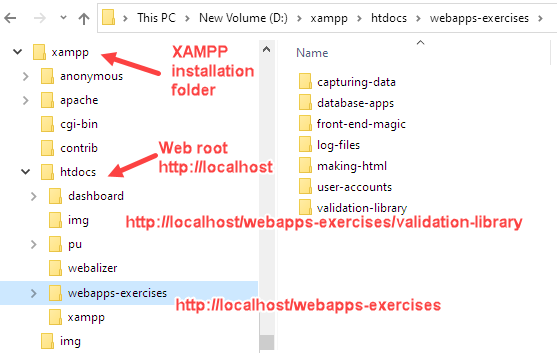 This PC > New Volume (D:) > xampp > htdocs > webapps-exercises >
xampp
XAMPP
installation
folder
anonymous
apache
cgi-bin
contrib
htdocs
Web root
http://localhost
dashboard
img
http://localhost/webapps-exercises/validation-library
pu
webalizer
webapps-exercises
http://localhost/webapps-exercises
xampp
img
Name
capturing-data
database-apps
front-end-magic
log-files
making-html
user-accounts
validation-library